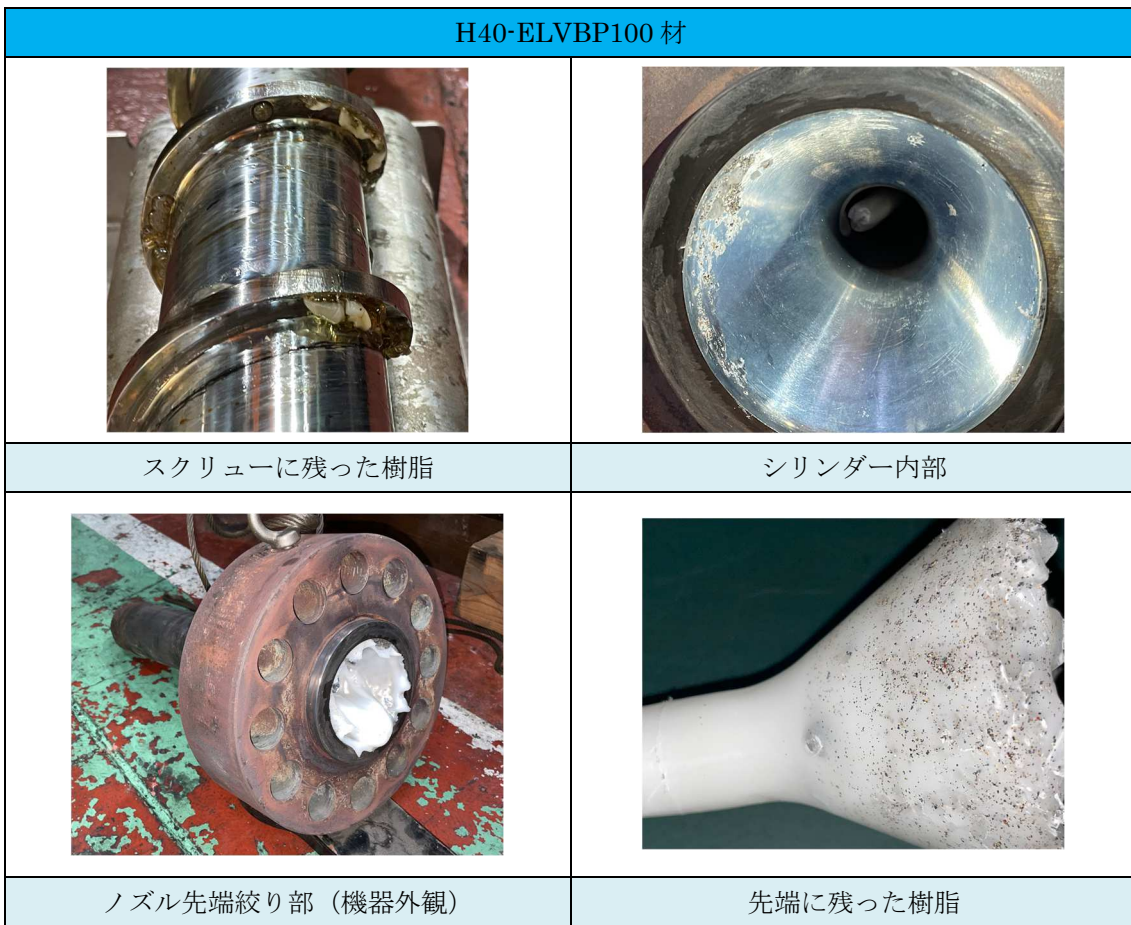 H40-ELVBP100 材
スクリューに残った樹脂
シリンダー内部
ノズル先端絞り部（機器外観）
先端に残った樹脂